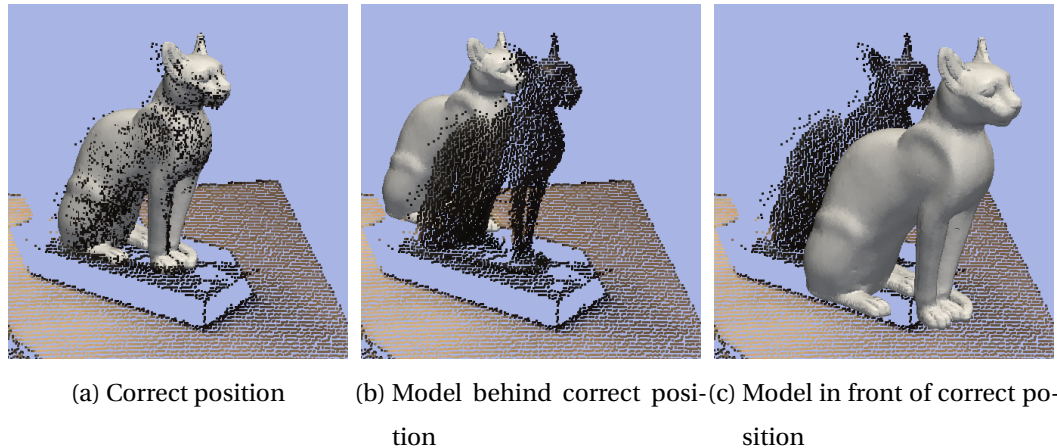 (a) Correct position
(b) Model behind correct posi-
tion
(c) Model in front of correct po-
sition